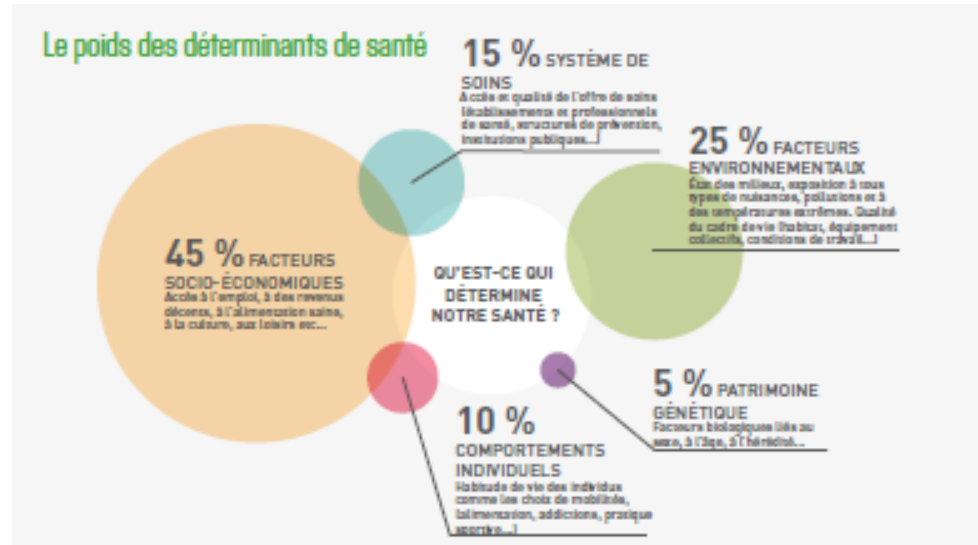 Le poids des déterminants de santé
15 % SYSTÈME DE
SOINS
Accès et qualité de l'offre de soins
(établissements et professionnels
de santé, structures de prévention,
institutions publiques...)
25 % FACTEURS
ENVIRONNEMENTAUX
État des milieux, exposition à tous
types de nuisances, pollutions et à
des températures extrêmes. Qualité
du cadre de vie (habitat, équipement
collectifs, conditions de travail...)
45 % FACTEURS
SOCIO-ÉCONOMIQUES
Accès à l'emploi, à des revenus
décents, à l'alimentation saine,
à la culture, aux loisirs etc...
QU'EST-CE QUI
DÉTERMINE
NOTRE SANTÉ ?
5 % PATRIMOINE
GÉNÉTIQUE
Facteurs biologiques liés au
sexe, à l'âge, à l'hérédité...
10 %
COMPORTEMENTS
INDIVIDUELS
Habitude de vie des individus
comme les choix de mobilités,
(alimentation, addictions, pratique
sportive...)